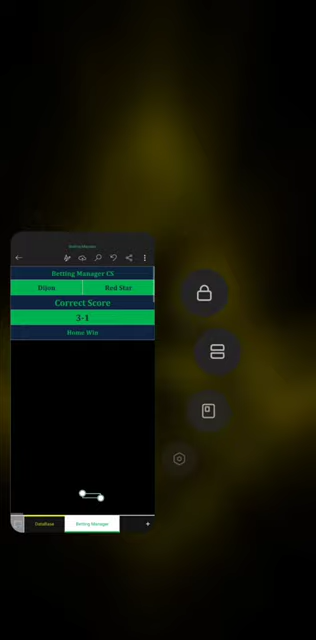 Betting Manager CS
Dijon Red Star
Correct Score
3-1
Home Win
DataBase Betting Manager +